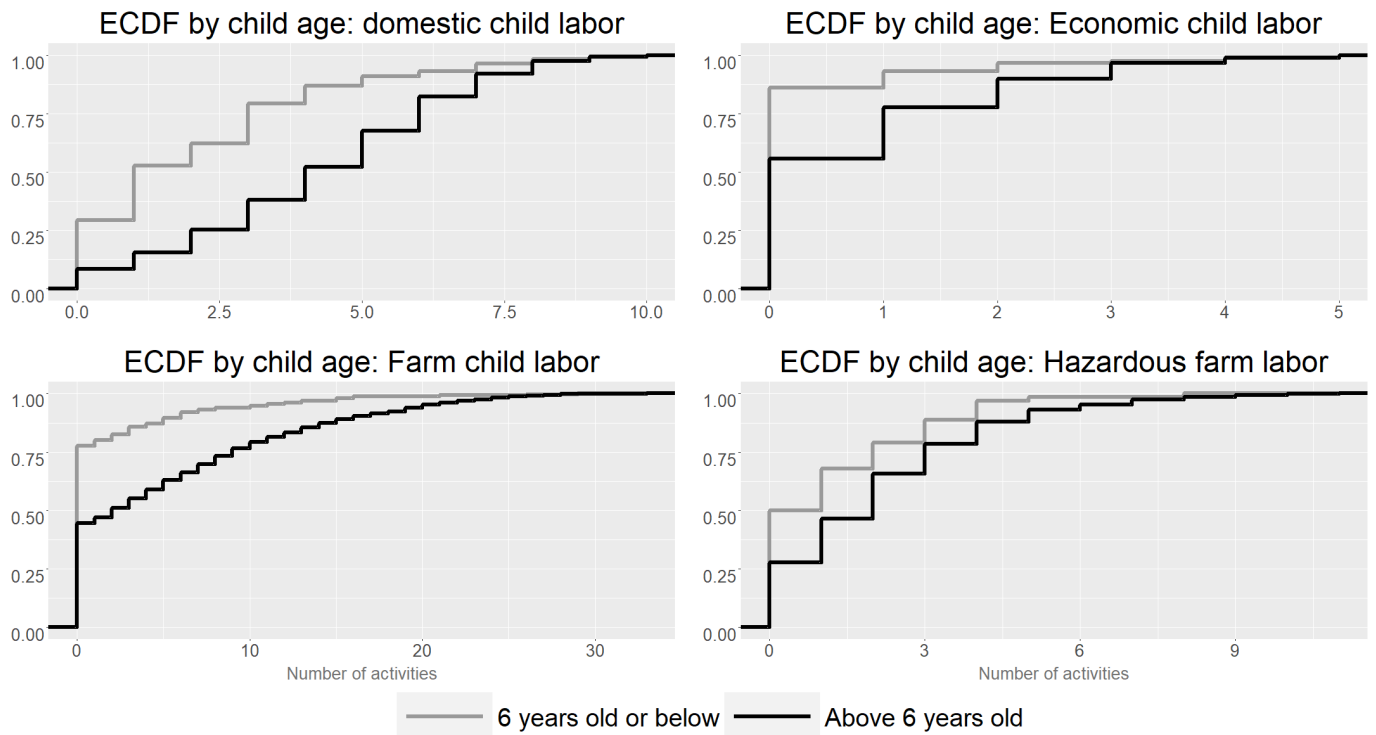 ECDF by child age: domestic child labor
1.00
0.75
0.50
0.25
0.00
0.0 2.5 5.0 7.5 10.0
ECDF by child age: Economic child labor
1.00
0.75
0.50
0.25
0.00
0 1 2 3 4 5
ECDF by child age: Farm child labor
1.00
0.75
0.50
0.25
0.00
0 10 20 30
Number of activities
ECDF by child age: Hazardous farm labor
1.00
0.75
0.50
0.25
0.00
0 3 6 9
Number of activities
6 years old or below Above 6 years old